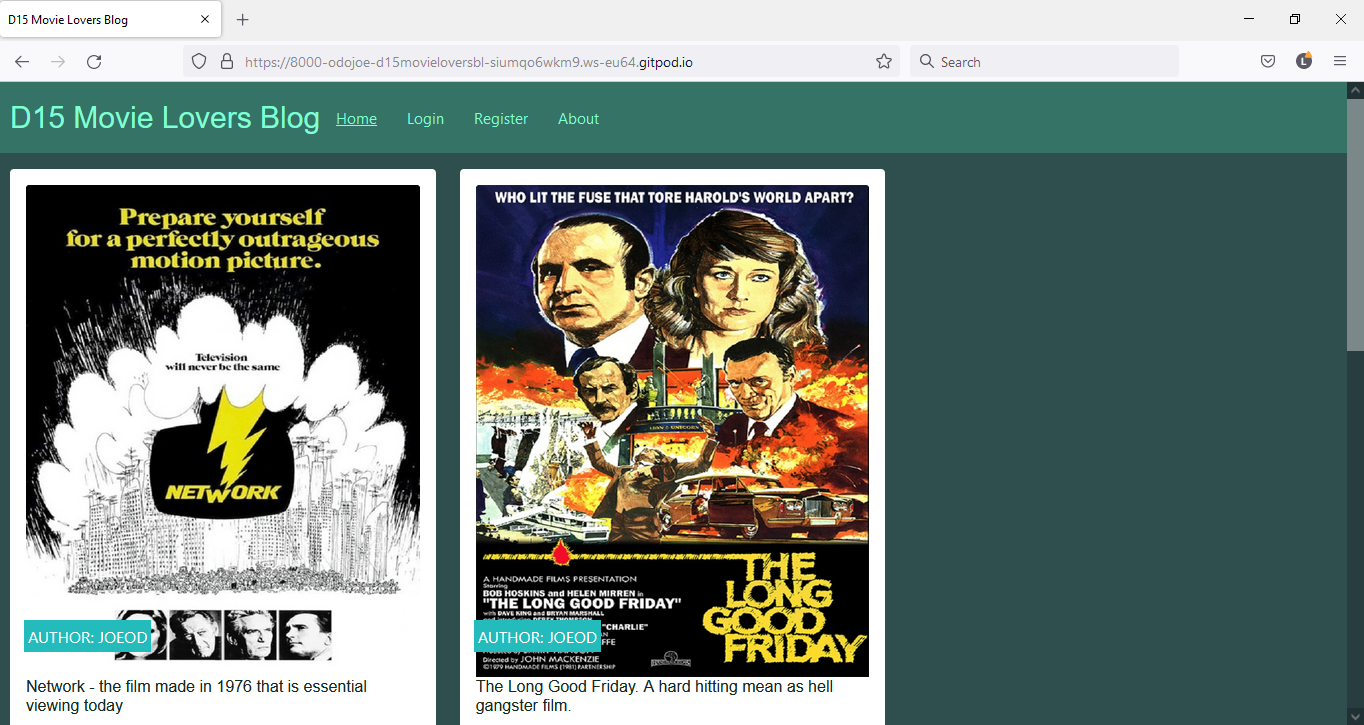 D15 Movie Lovers Blog
https://8000-odojoe-d15movieloversbl-siumqo6wkm9.ws-eu64.gitpod.io
Search
L
D15 Movie Lovers Blog Home Login Register About
Prepare yourself
for a perfectly outrageous
motion picture.
Television
will never be the same
NETWORK
AUTHOR: JOEOD
Network - the film made in 1976 that is essential
viewing today
WHO LIT THE FUSE THAT TORE HAROLD'S WORLD APART?
LION & UNICORN
THE
LONG
GOOD
FRIDAY
A HANDMADE FILMS PRESENTATION
Starring
BOB HOSKINS and HELEN MIRREN in
"THE LONG GOOD FRIDAY"
with DAVE KING and BRYAN MARSHALL
"CHARLIE"
AUTHOR: JOEOD
Directed by JOHN MACKENZIE
©1979 HANDMADE FILMS (1981) PARTNERSHIP
The Long Good Friday. A hard hitting mean as hell
gangster film.